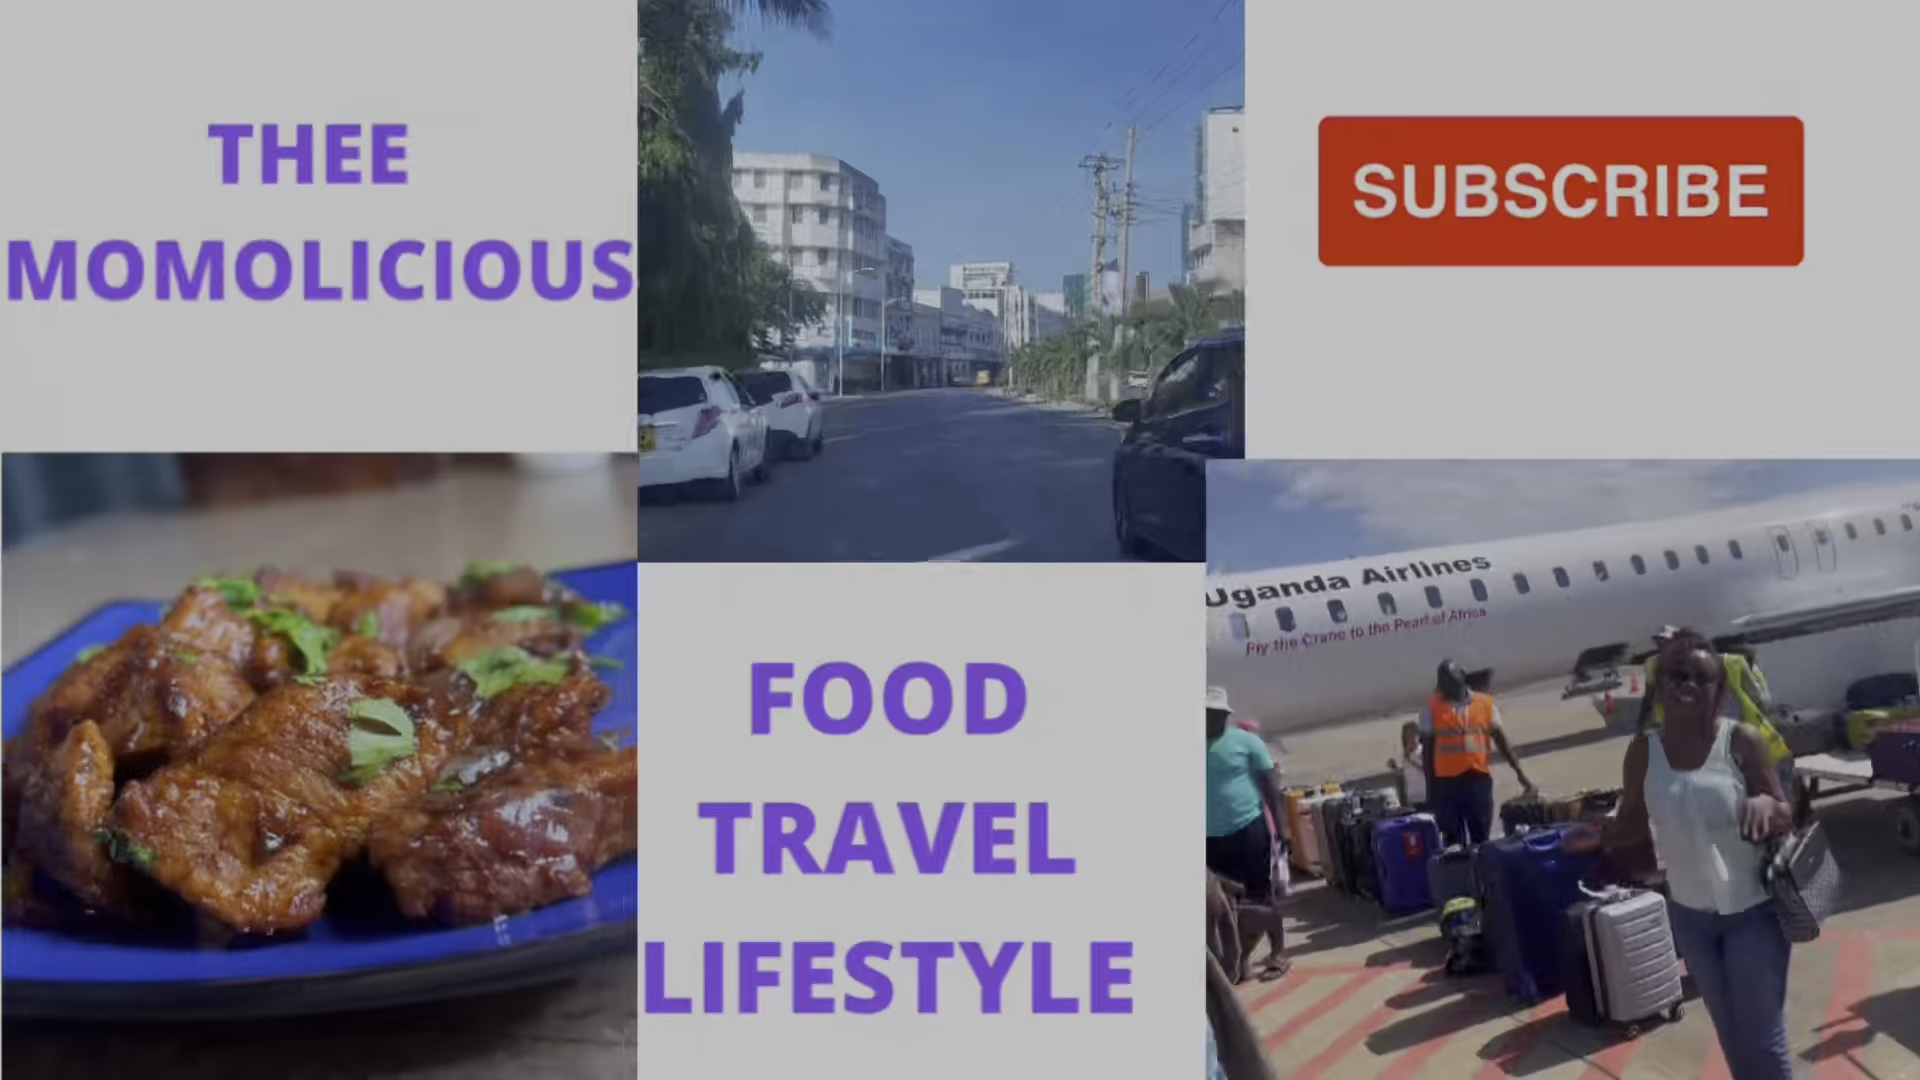 THEE
MOMOLICIOUS
SUBSCRIBE
Uganda Airlines
Fly the Crane to the Pearl of Africa
FOOD
TRAVEL
LIFESTYLE